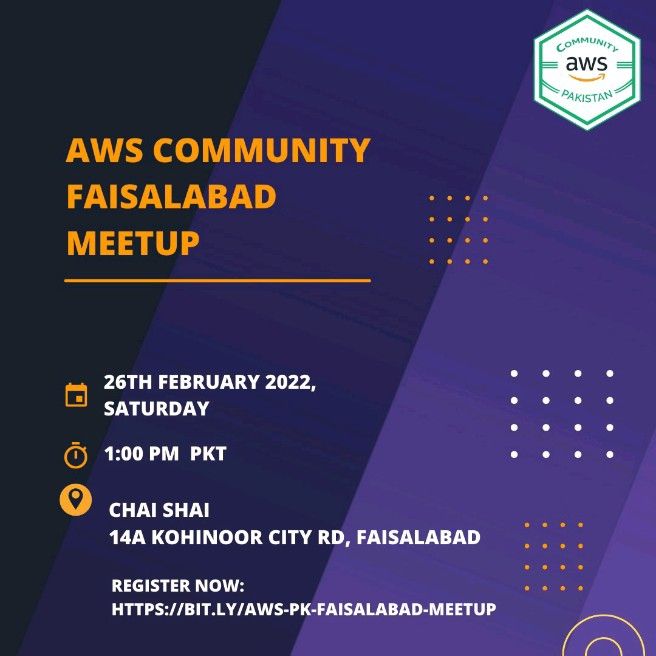 COMMUNITY
aws
PAKISTAN
AWS COMMUNITY
FAISALABAD
MEETUP
26TH FEBRUARY 2022,
SATURDAY
1:00 PM PKT
CHAI SHAI
14A KOHINOOR CITY RD, FAISALABAD
REGISTER NOW:
HTTPS://BIT.LY/AWS-PK-FAISALABAD-MEETUP